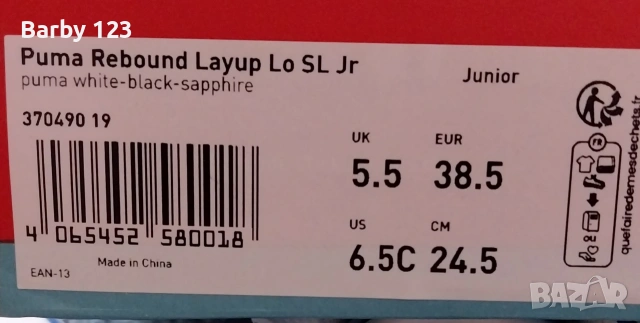 Barby 123
Puma Rebound Layup Lo SL Jr
Junior
puma white-black-sapphire
370490 19
UK EUR
5.5 38.5
US CM
6.5C 24.5
4 065452 580018
Made in China
EAN-13
quefairedemesdechets.fr
FR
BAZAR